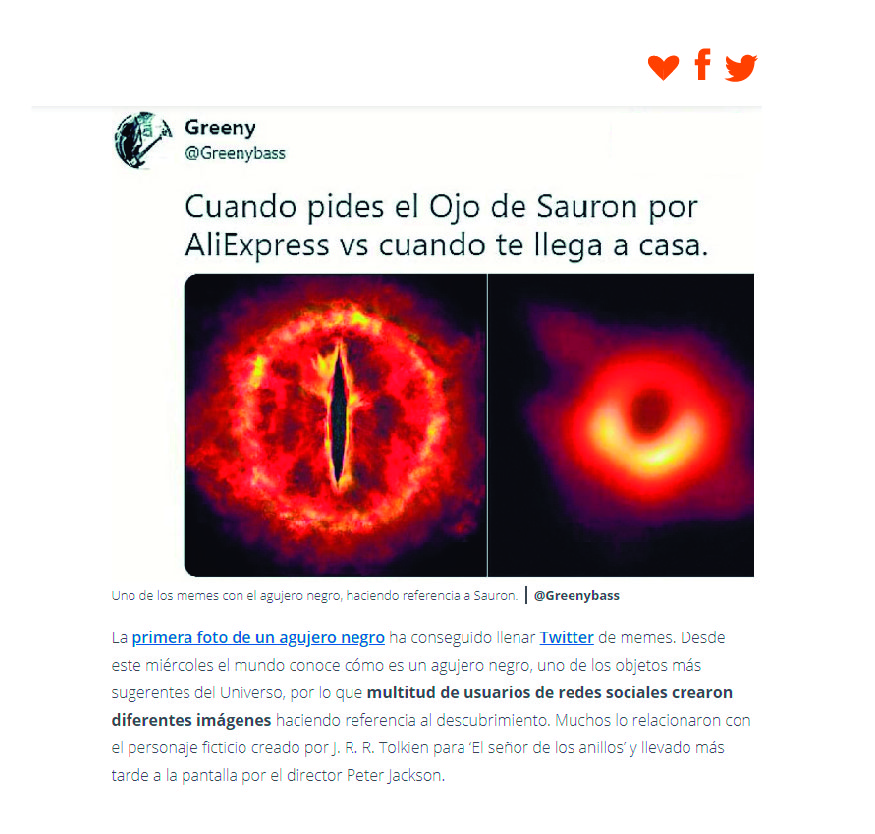 Greeny
@Greenybass
Cuando pides el Ojo de Sauron por
AliExpress vs cuando te llega a casa.
Uno de los memes con el agujero negro, haciendo referencia a Sauron. | @Greenybass
La primera foto de un agujero negro ha conseguido llenar Twitter de memes. Desde
este miércoles el mundo conoce cómo es un agujero negro, uno de los objetos más
sugerentes del Universo, por lo que multitud de usuarios de redes sociales crearon
diferentes imágenes haciendo referencia al descubrimiento. Muchos lo relacionaron con
el personaje ficticio creado por J. R. R. Tolkien para ‘El señor de los anillos’ y llevado más
tarde a la pantalla por el director Peter Jackson.